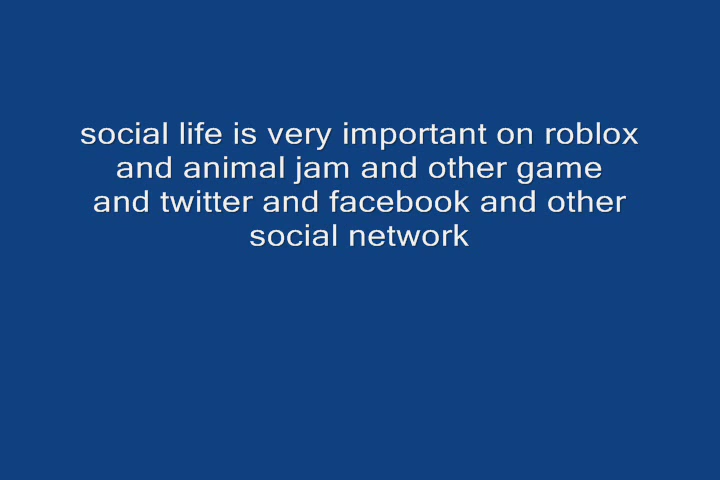 social life is very important on roblox
and animal jam and other game
and twitter and facebook and other
social network